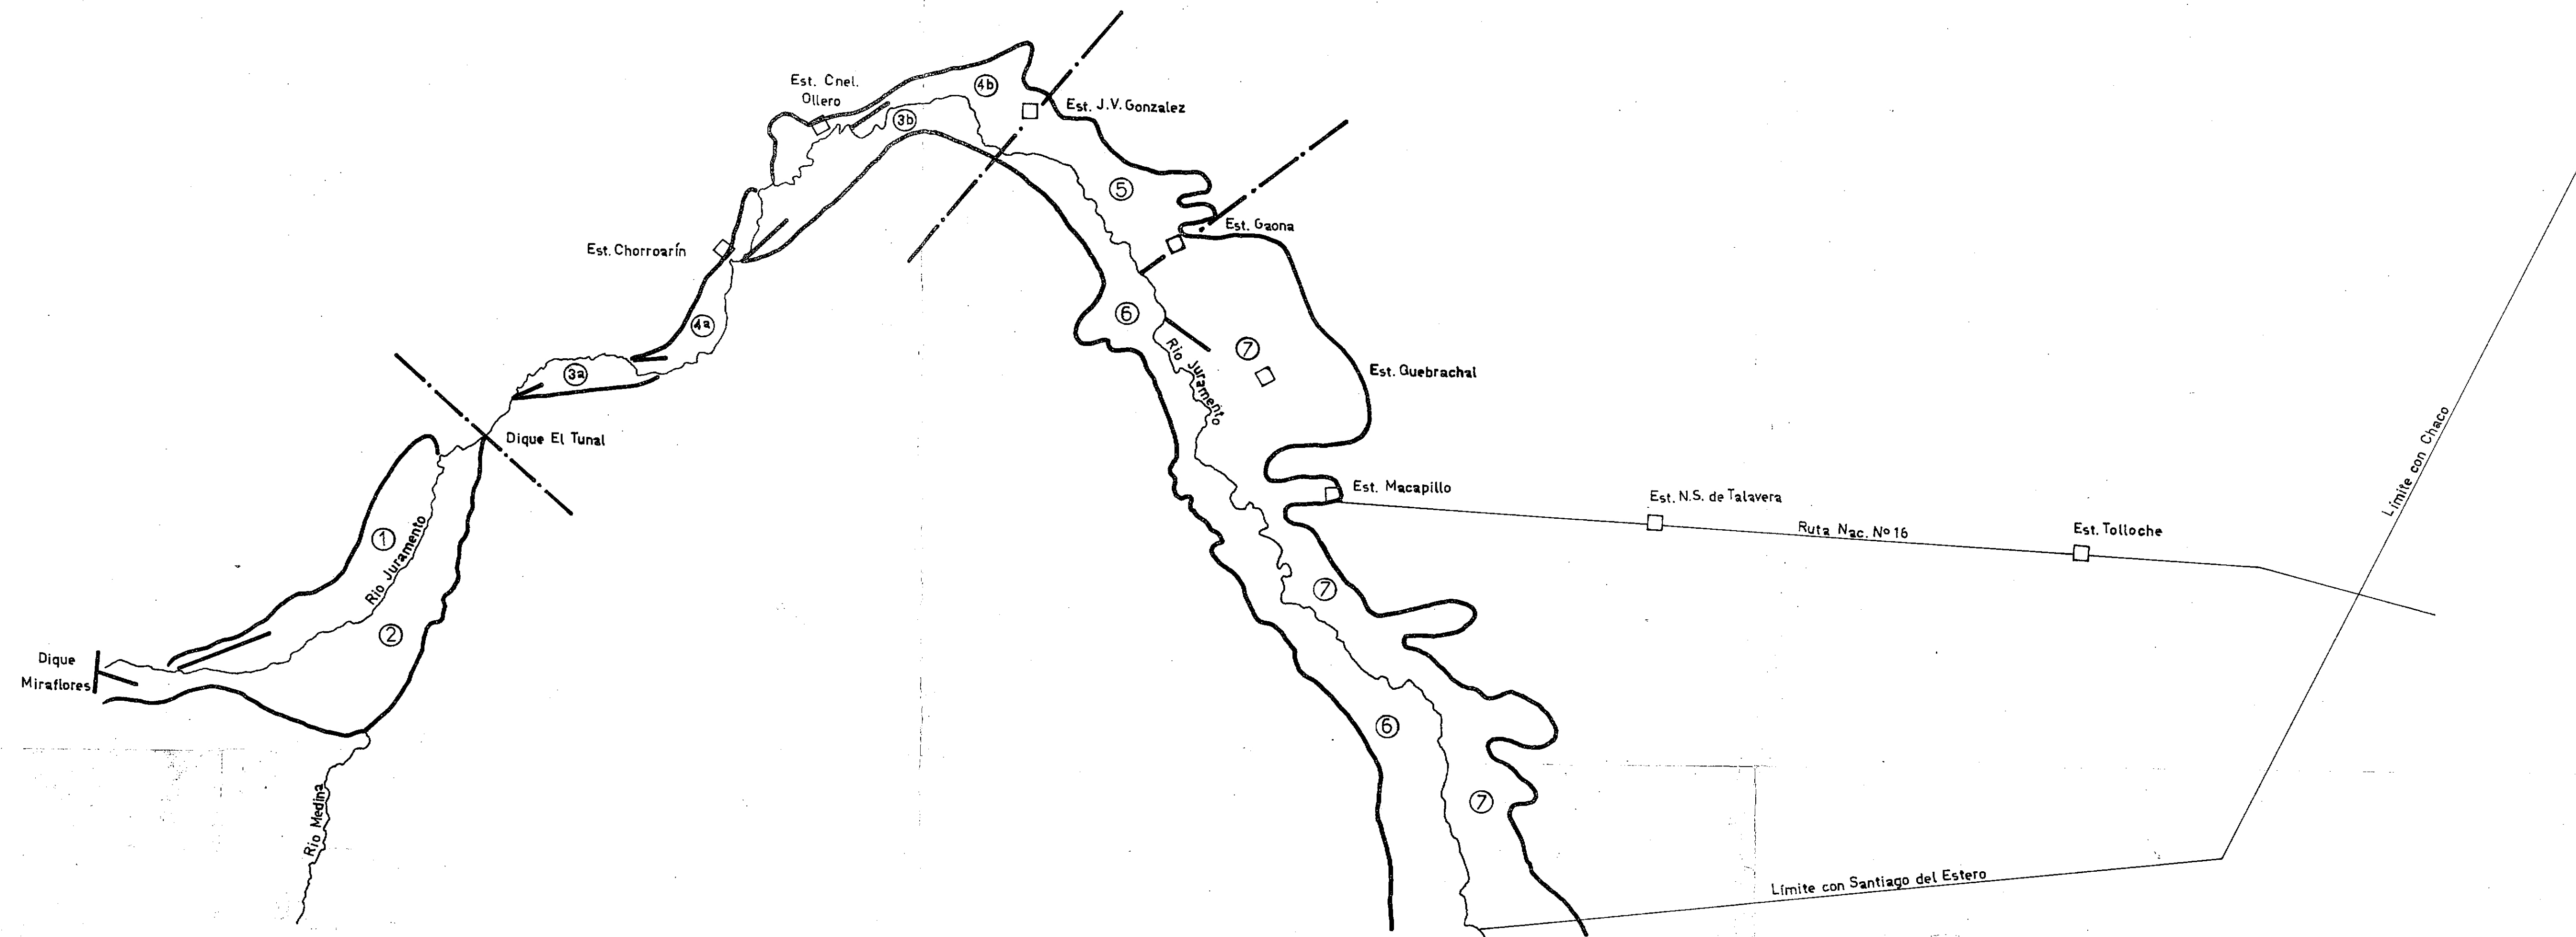 Est. Cnel.
Ollero
4b
3b
Est. J.V. Gonzalez
5
Est. Gaona
Est. Chorroarín
4a
6
7
Rio Juramento
3a
Est. Quebrachal
Dique El Tunal
Est. Macapillo
Est. N.S. de Talavera
Ruta Nac. Nº 16
Est. Tolloche
Límite con Chaco
1
Rio Juramento
2
7
Dique
Miraflores
6
7
Rio Medina
Límite con Santiago del Estero